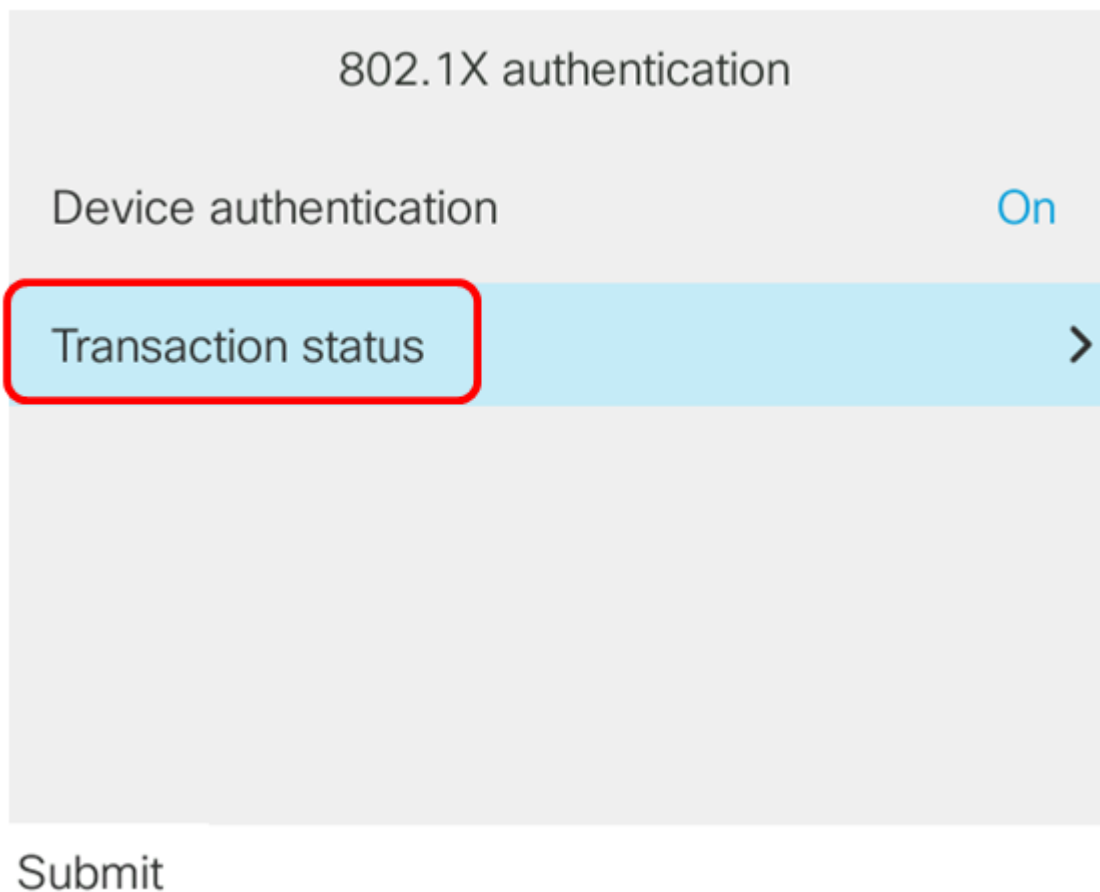 802.1X authentication
Device authentication On
Transaction status
Submit